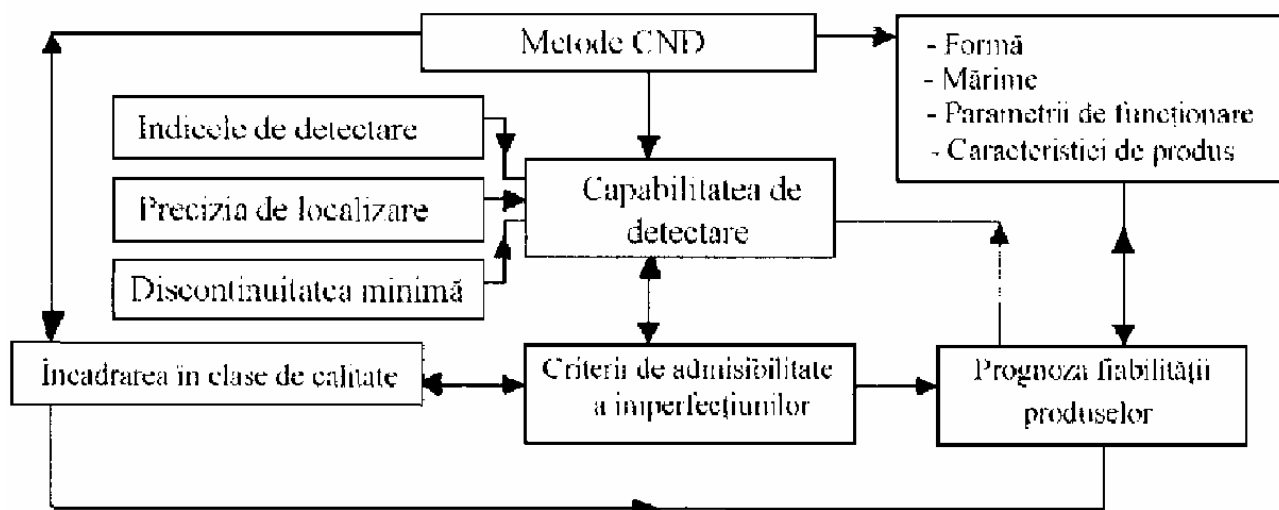 Metode CND
- Formă
- Mărime
- Parametrii de funcționare
- Caracteristici de produs
Indicele de detectare
Precizia de localizare
Discontinuitatea minimă
Capabilitatea de
detectare
Încadrarea în clase de calitate
Criterii de admisibilitate
a imperfecțiunilor
Prognoza fiabilității
produselor